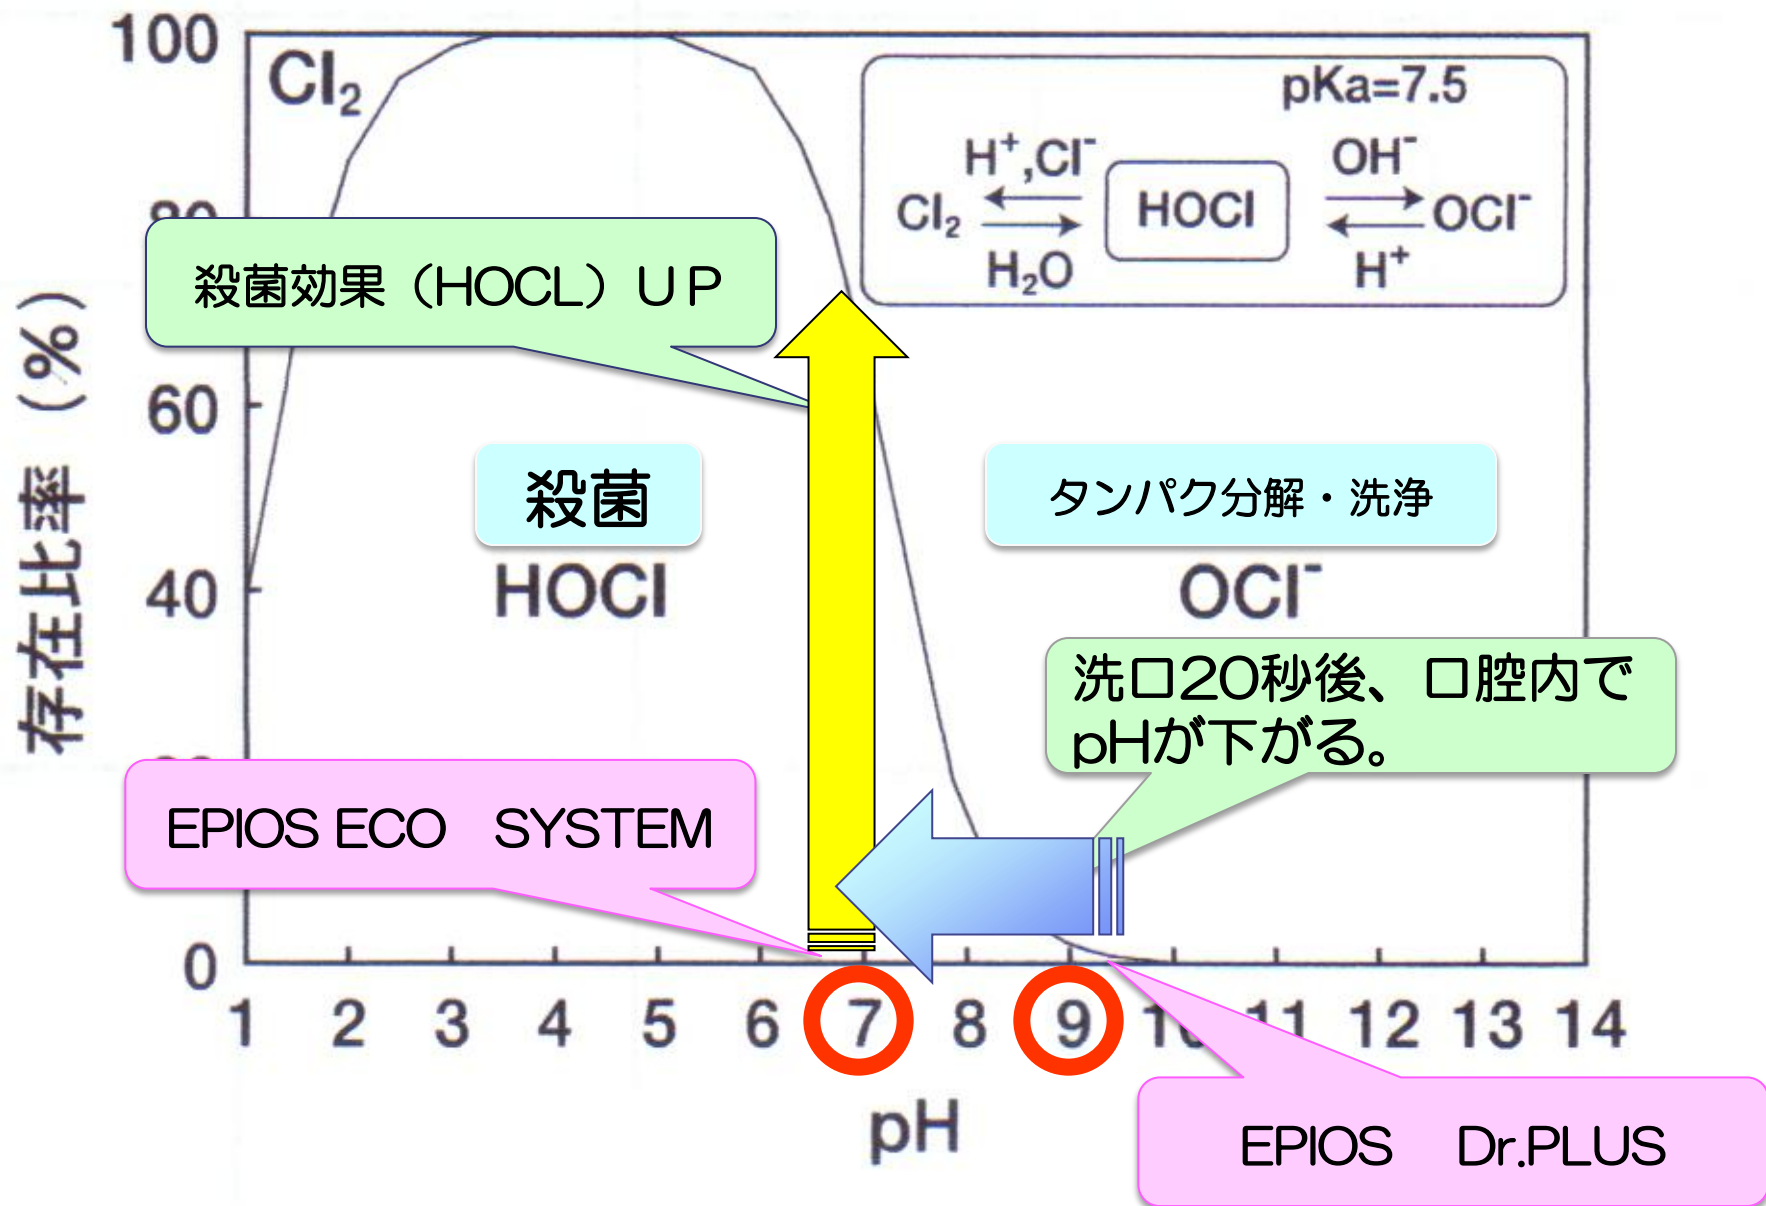 100
Cl₂
pKa=7.5
H⁺,Cl⁻
OH⁻
Cl₂
HOCl
OCl⁻
H₂O
H⁺
殺菌効果（HOCL）ＵＰ
存在比率（%）
60
殺菌
タンパク分解・洗浄
40
HOCl
OCl⁻
洗口20秒後、口腔内で
pHが下がる。
EPIOS ECO　SYSTEM
0
1 2 3 4 5 6 7 8 9 10 11 12 13 14
pH
EPIOS　Dr.PLUS